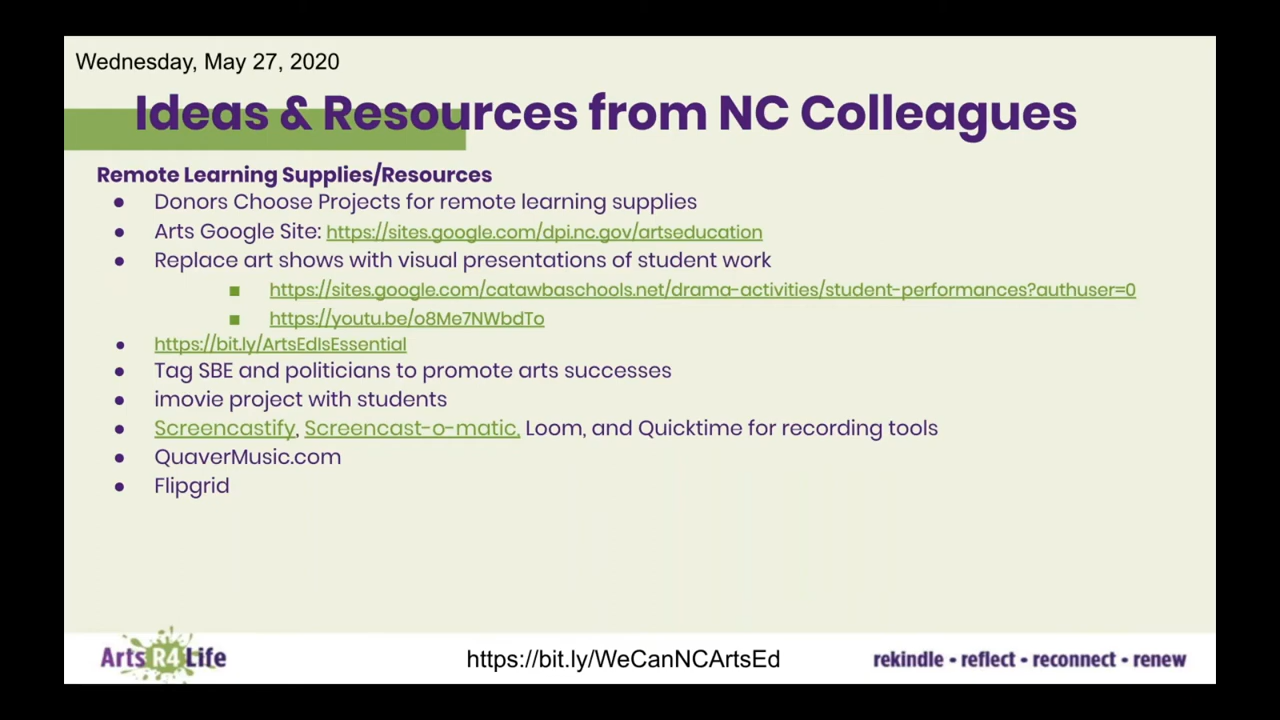 Wednesday, May 27, 2020
Ideas & Resources from NC Colleagues
Remote Learning Supplies/Resources
● Donors Choose Projects for remote learning supplies
● Arts Google Site: https://sites.google.com/dpi.nc.gov/artseducation
● Replace art shows with visual presentations of student work
■ https://sites.google.com/catawbaschools.net/drama-activities/student-performances?authuser=0
■ https://youtu.be/o8Me7NWbdTo
● https://bit.ly/ArtsEdIsEssential
● Tag SBE and politicians to promote arts successes
● imovie project with students
● Screencastify, Screencast-o-matic, Loom, and Quicktime for recording tools
● QuaverMusic.com
● Flipgrid
Arts R4 Life
https://bit.ly/WeCanNCArtsEd
rekindle • reflect • reconnect • renew